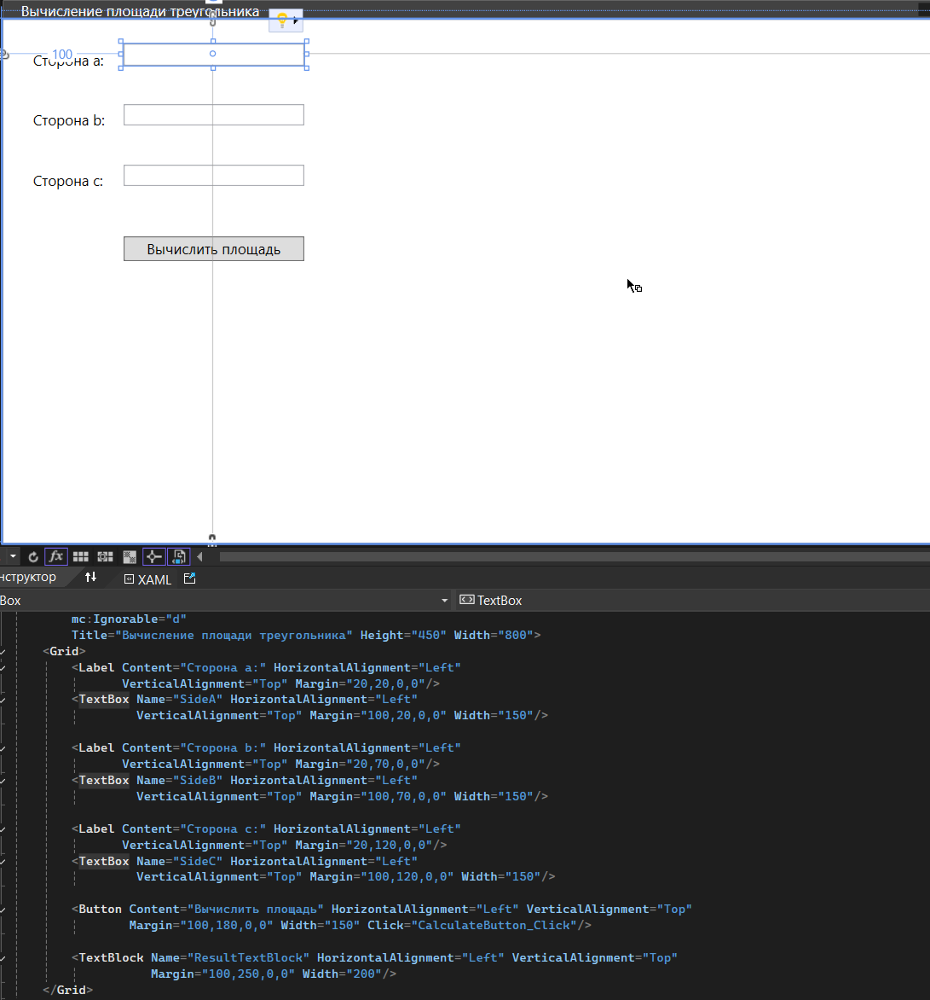 Вычисление площади треугольника
100
Сторона a:
Сторона b:
Сторона c:
Вычислить площадь
fx
нструктор
XAML
Box
TextBox
mc:Ignorable="d"
Title="Вычисление площади треугольника" Height="450" Width="800">
<Grid>
<Label Content="Сторона a:" HorizontalAlignment="Left"
VerticalAlignment="Top" Margin="20,20,0,0"/>
<TextBox Name="SideA" HorizontalAlignment="Left"
VerticalAlignment="Top" Margin="100,20,0,0" Width="150"/>
<Label Content="Сторона b:" HorizontalAlignment="Left"
VerticalAlignment="Top" Margin="20,70,0,0"/>
<TextBox Name="SideB" HorizontalAlignment="Left"
VerticalAlignment="Top" Margin="100,70,0,0" Width="150"/>
<Label Content="Сторона c:" HorizontalAlignment="Left"
VerticalAlignment="Top" Margin="20,120,0,0"/>
<TextBox Name="SideC" HorizontalAlignment="Left"
VerticalAlignment="Top" Margin="100,120,0,0" Width="150"/>
<Button Content="Вычислить площадь" HorizontalAlignment="Left" VerticalAlignment="Top"
Margin="100,180,0,0" Width="150" Click="CalculateButton_Click"/>
<TextBlock Name="ResultTextBlock" HorizontalAlignment="Left" VerticalAlignment="Top"
Margin="100,250,0,0" Width="200"/>
</Grid>